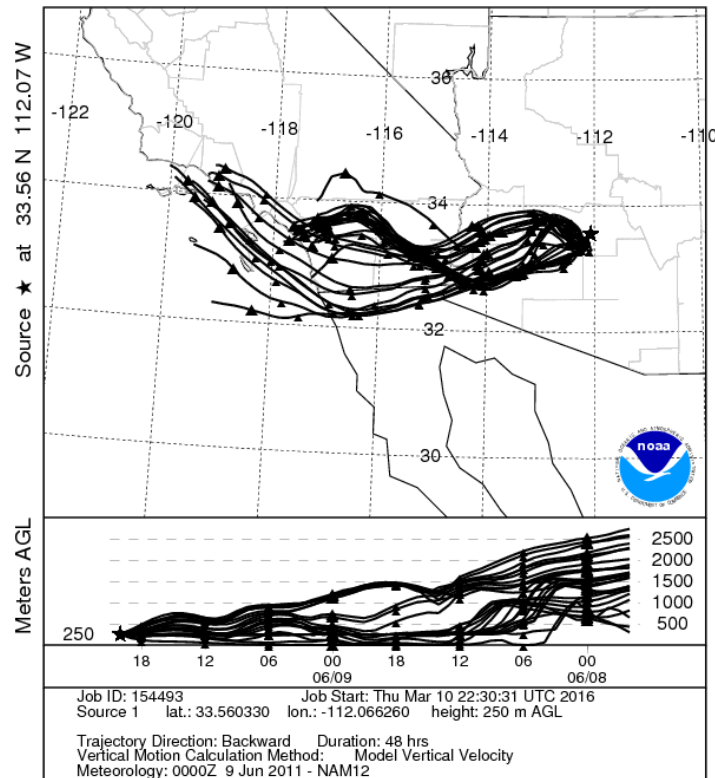 Source ★ at 33.56 N 112.07 W
-122
-120
-118
-116
-114
-112
-110
36
34
32
30
noaa
Meters AGL
2500
2000
1500
1000
500
250
18 12 06 00 18 12 06 00
06/09 06/08
Job ID: 154493 Job Start: Thu Mar 10 22:30:31 UTC 2016
Source 1 lat.: 33.560330 lon.: -112.066260 height: 250 m AGL
Trajectory Direction: Backward Duration: 48 hrs
Vertical Motion Calculation Method: Model Vertical Velocity
Meteorology: 0000Z 9 Jun 2011 - NAM12